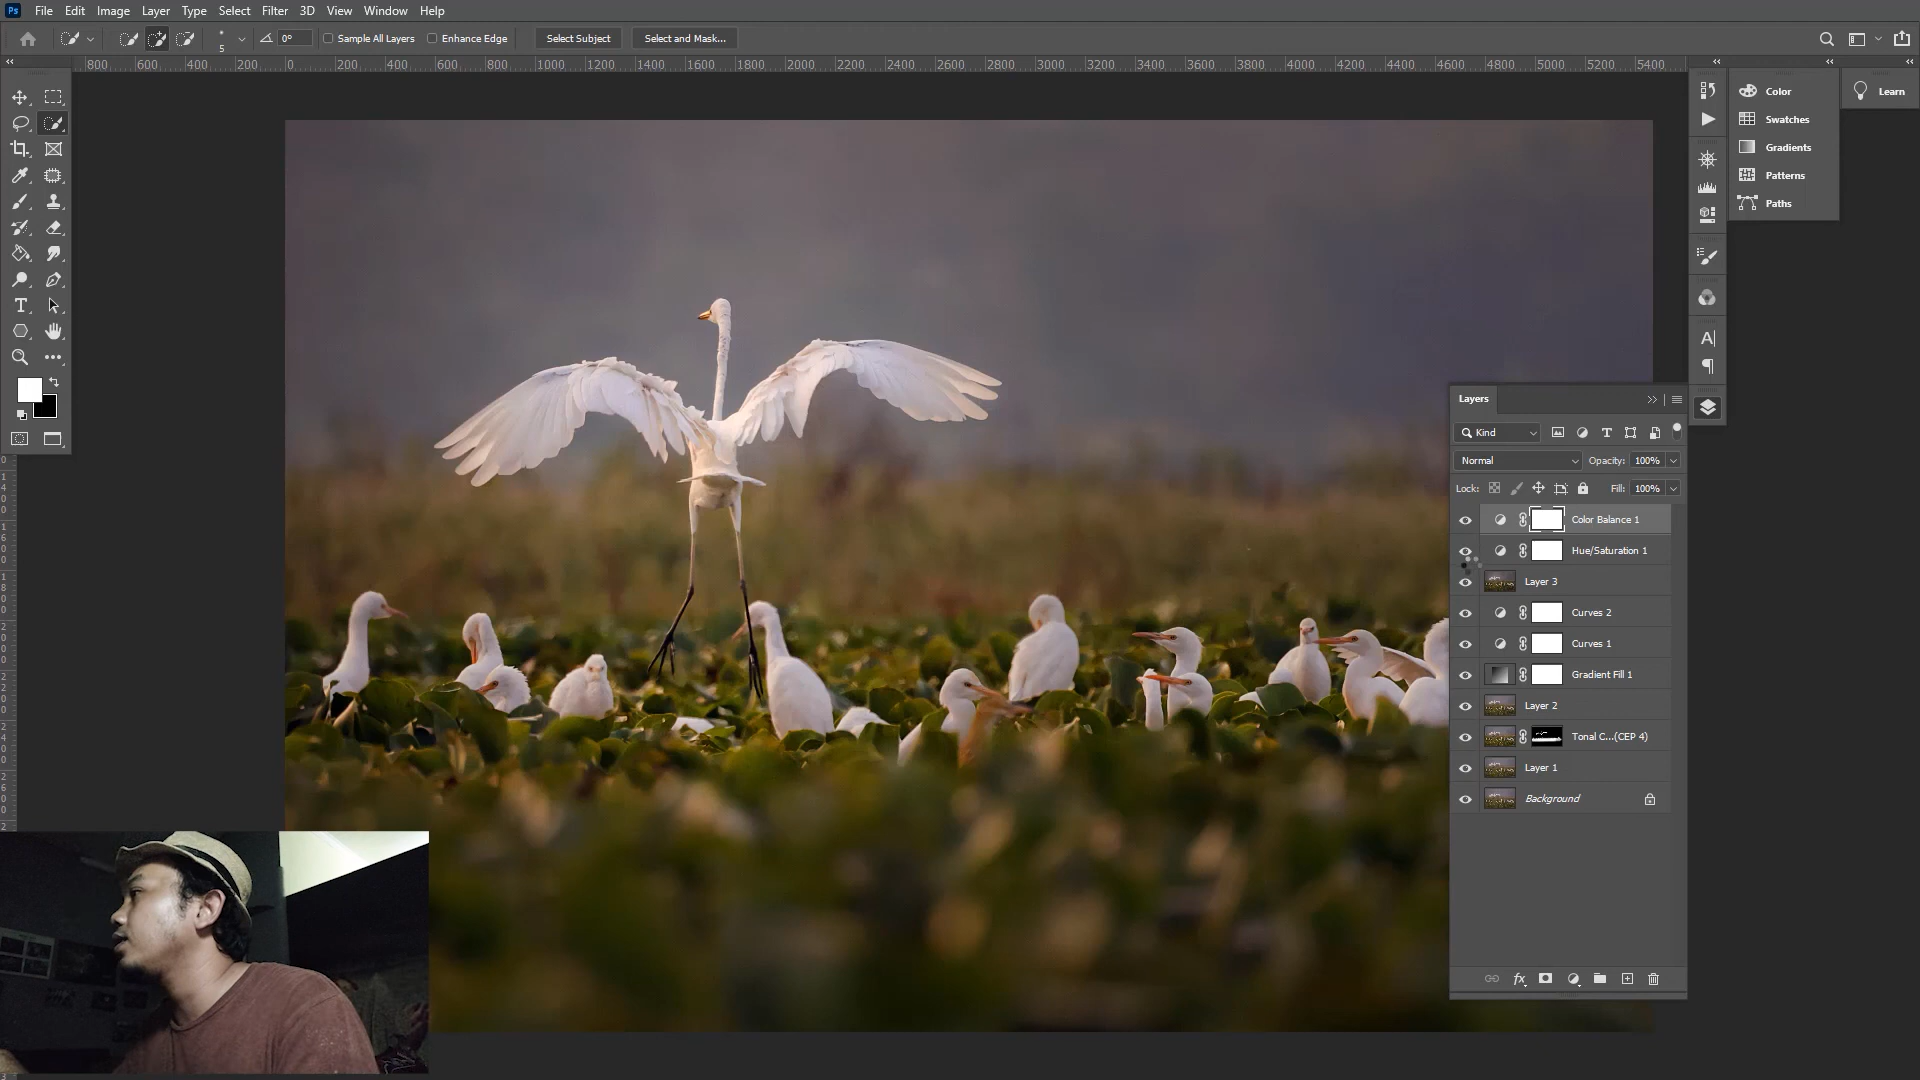 Ps File Edit Image Layer Type Select Filter 3D View Window Help
5 0° Sample All Layers Enhance Edge Select Subject Select and Mask...
800 600 400 200 0 200 400 600 800 1000 1200 1400 1600 1800 2000 2200 2400 2600 2800 3000 3200 3400 3600 3800 4000 4200 4400 4600 4800 5000 5200 5400
Color
Swatches
Gradients
Patterns
Paths
Learn
Layers
Kind
Normal Opacity: 100%
Lock: Fill: 100%
Color Balance 1
Hue/Saturation 1
Layer 3
Curves 2
Curves 1
Gradient Fill 1
Layer 2
Tonal C...(CEP 4)
Layer 1
Background
fx